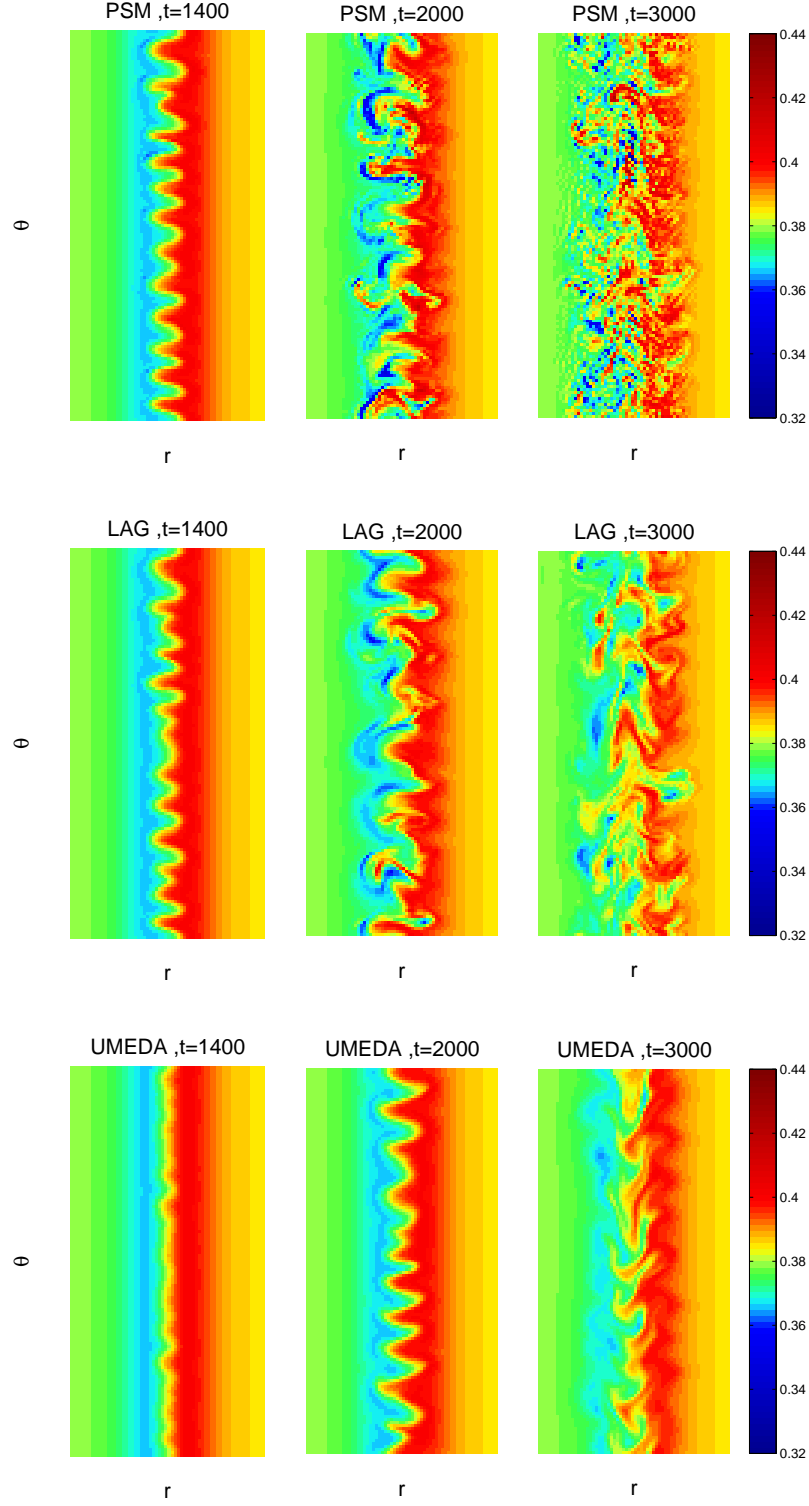 PSM ,t=1400
PSM ,t=2000
PSM ,t=3000
θ
r
r
r
0.44
0.42
0.4
0.38
0.36
0.34
0.32
LAG ,t=1400
LAG ,t=2000
LAG ,t=3000
θ
r
r
r
0.44
0.42
0.4
0.38
0.36
0.34
0.32
UMEDA ,t=1400
UMEDA ,t=2000
UMEDA ,t=3000
θ
r
r
r
0.44
0.42
0.4
0.38
0.36
0.34
0.32